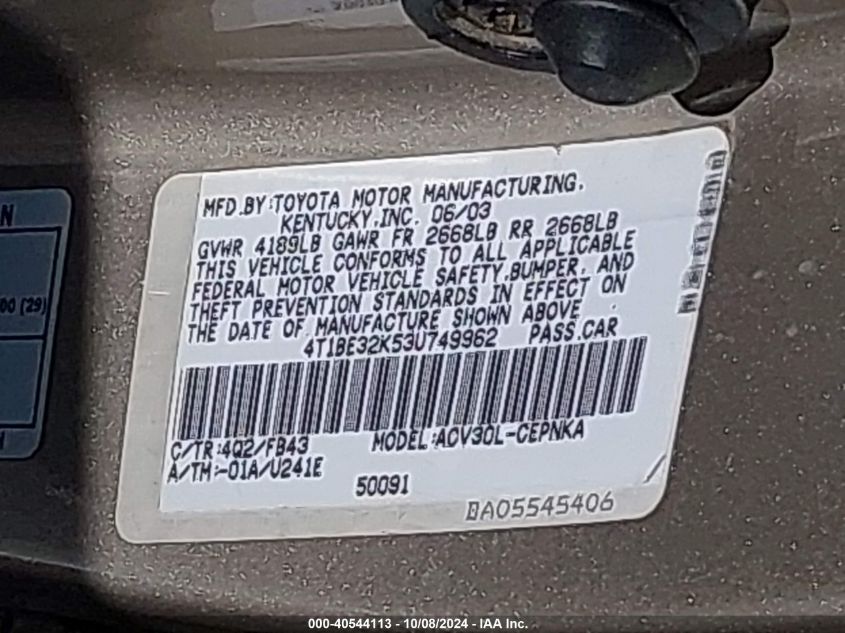 MFD.BY:TOYOTA MOTOR MANUFACTURING,
KENTUCKY,INC. 06/03
GVWR 4189LB GAWR FR 2668LB RR 2668LB
THIS VEHICLE CONFORMS TO ALL APPLICABLE
FEDERAL MOTOR VEHICLE SAFETY,BUMPER, AND
THEFT PREVENTION STANDARDS IN EFFECT ON
THE DATE OF MANUFACTURE SHOWN ABOVE.
4T1BE32K53U749962 PASS.CAR
C/TR:4Q2/FB43 MODEL:ACV30L-CEPNKA
A/TM:-01A/U241E
50091
DA05545406
N
00 (29)
000-40544113 - 10/08/2024 - IAA Inc.